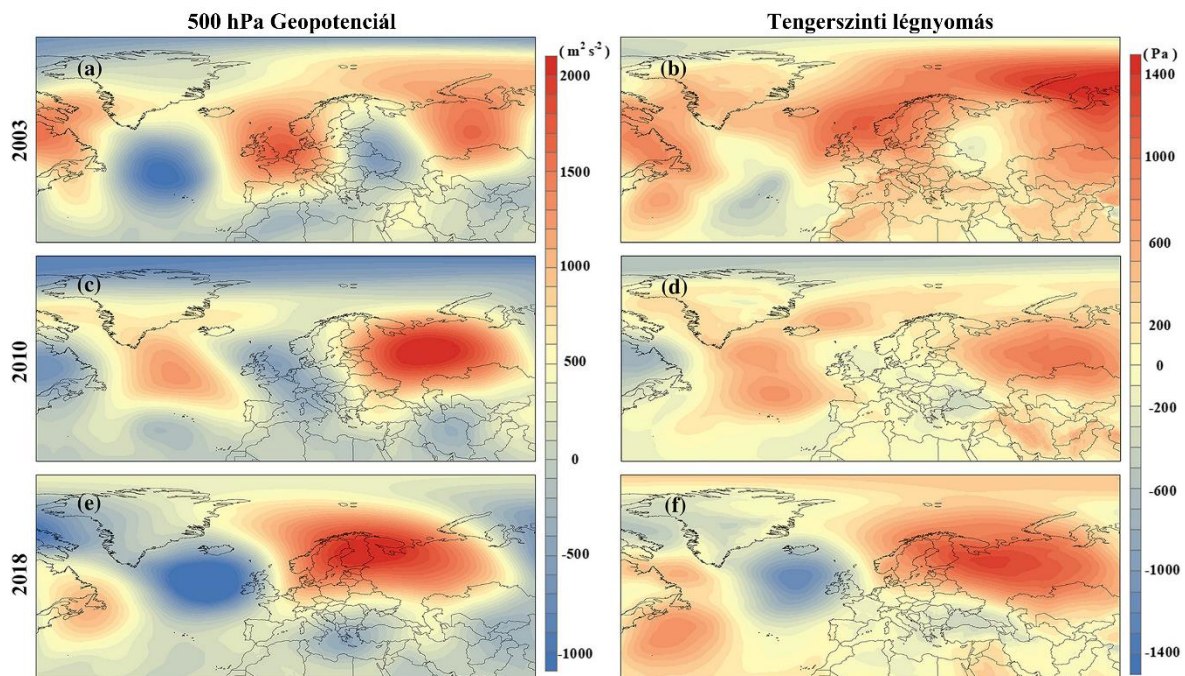 500 hPa Geopotenciál
Tengerszinti légnyomás
( m² s⁻² )
( Pa )
2003
(a)
(b)
2000
1500
1000
500
0
-500
-1000
1400
1000
600
200
0
-200
-600
-1000
-1400
2010
(c)
(d)
2018
(e)
(f)